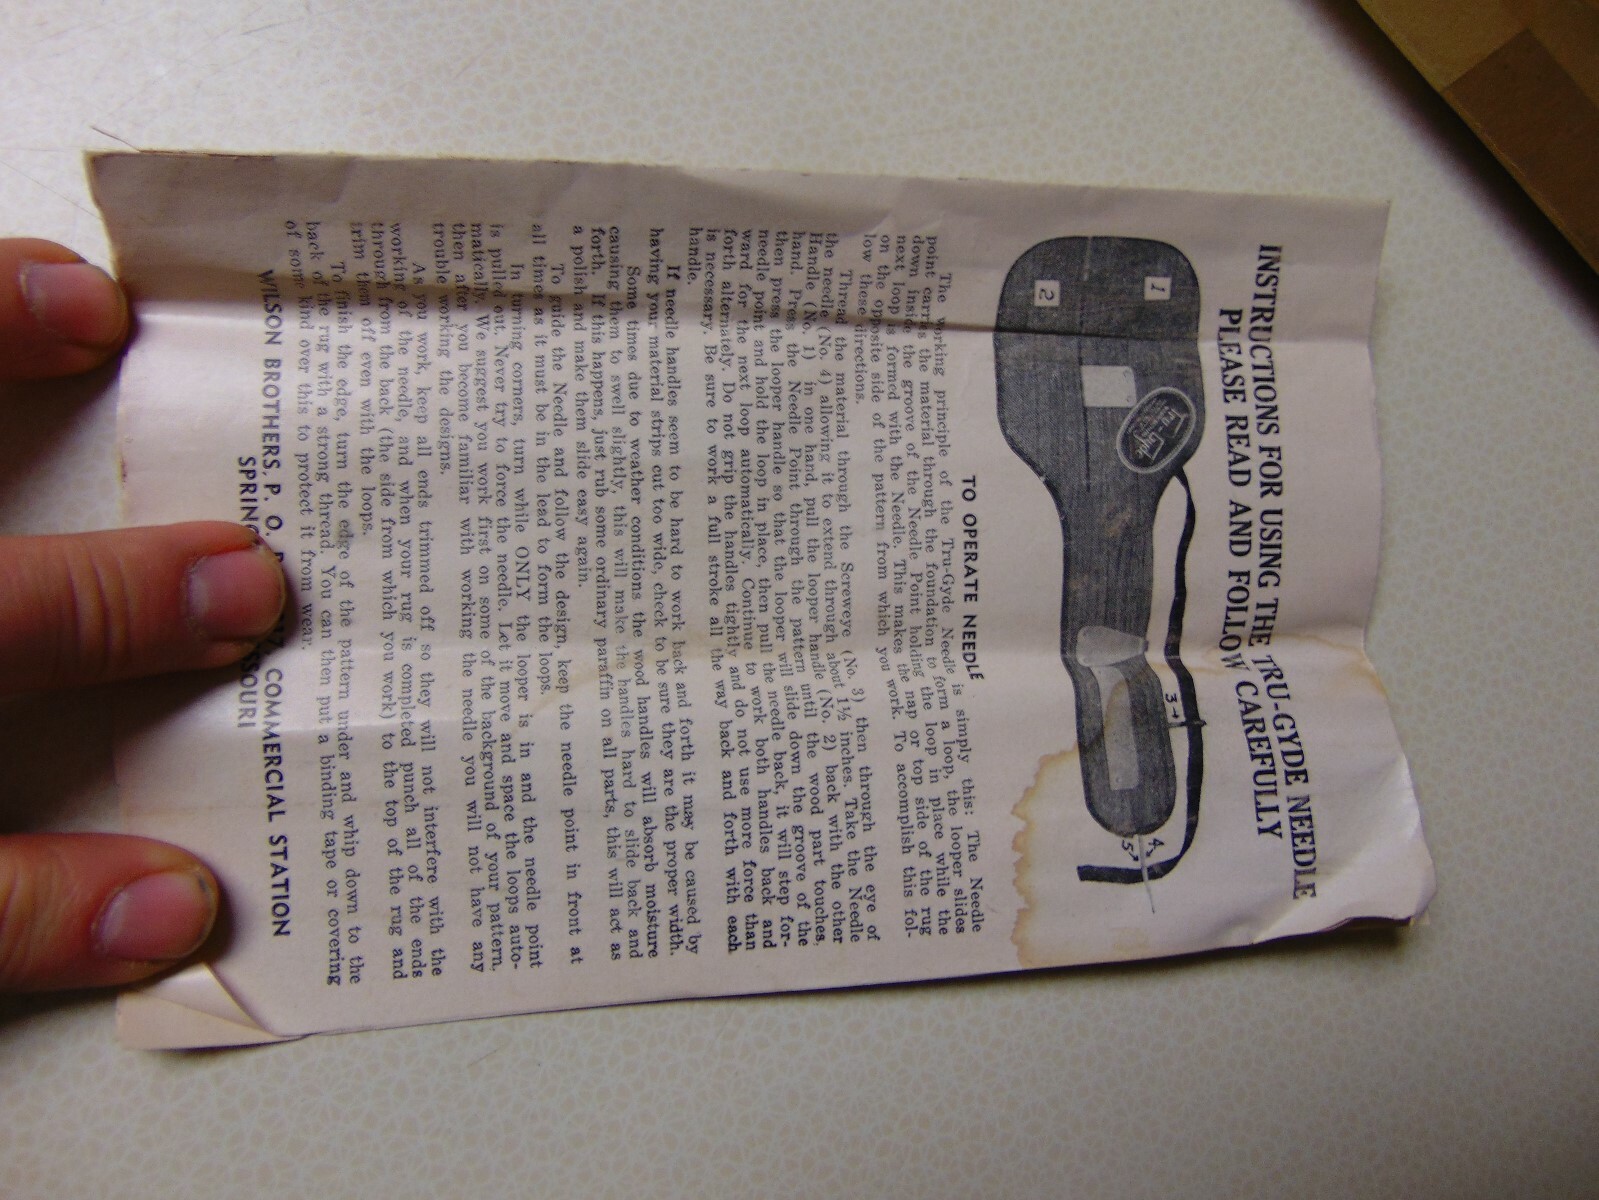 INSTRUCTIONS FOR USING THE TRU-GYDE NEEDLE
PLEASE READ AND FOLLOW CAREFULLY
1
2
Tru-Gyde
3
4
5
TO OPERATE NEEDLE
The working principle of the Tru-Gyde Needle is simply this: The Needle
point carries the material through the foundation to form a loop, the looper slides
down inside the groove of the Needle Point holding the loop in place while the
next loop is formed with the Needle. This makes the nap or top side of the rug
on the opposite side of the pattern from which you work. To accomplish this fol-
low these directions.
Thread the material through the Screweye (No. 3) then through the eye of
the needle (No. 4) allowing it to extend through about 1½ inches. Take the Needle
Handle (No. 1) in one hand, pull the looper handle (No. 2) back with the other
hand. Press the Needle Point through the pattern until the wood part touches,
then press the looper handle so that the looper will slide down the groove of the
needle point and hold the loop in place, then pull the needle back, it will step for-
ward for the next loop automatically. Continue to work both handles back and
forth alternately. Do not grip the handles tightly and do not use more force than
is necessary. Be sure to work a full stroke all the way back and forth with each
handle.
If needle handles seem to be hard to work back and forth it may be caused by
having your material strips cut too wide, check to be sure they are the proper width.
Some times due to weather conditions the wood handles will absorb moisture
causing them to swell slightly, this will make the handles hard to slide back and
forth. If this happens, just rub some ordinary paraffin on all parts, this will act as
a polish and make them slide easy again.
To guide the Needle and follow the design, keep the needle point in front at
all times as it must be in the lead to form the loops.
In turning corners, turn while ONLY the looper is in and the needle point
is pulled out. Never try to force the needle. Let it move and space the loops auto-
matically. We suggest you work first on some of the background of your pattern,
then after you become familiar with working the needle you will not have any
trouble working the designs.
As you work, keep all ends trimmed off so they will not interfere with the
working of the needle, and when your rug is completed punch all of the ends
through from the back (the side from which you work) to the top of the rug and
trim them off even with the loops.
To finish the edge, turn the edge of the pattern under and whip down to the
back of the rug with a strong thread. You can then put a binding tape or covering
of some kind over this to protect it from wear.
WILSON BROTHERS, P. O. COMMERCIAL STATION